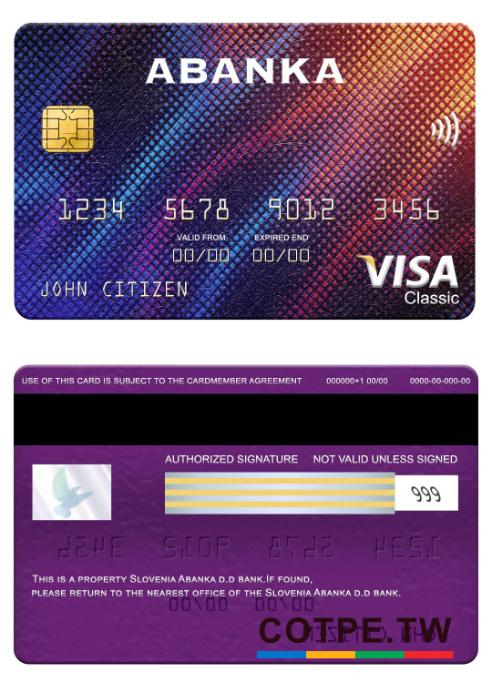 ABANKA
1234 5678 9012 3456
VALID FROM EXPIRED END
00/00 00/00
VISA
JOHN CITIZEN
Classic
USE OF THIS CARD IS SUBJECT TO THE CARDMEMBER AGREEMENT 000000+1 00/00 0000-00-000-00
AUTHORIZED SIGNATURE NOT VALID UNLESS SIGNED
999
THIS IS A PROPERTY SLOVENIA ABANKA D.D BANK.IF FOUND,
PLEASE RETURN TO THE NEAREST OFFICE OF THE SLOVENIA ABANKA D.D BANK.
COTPE.TW